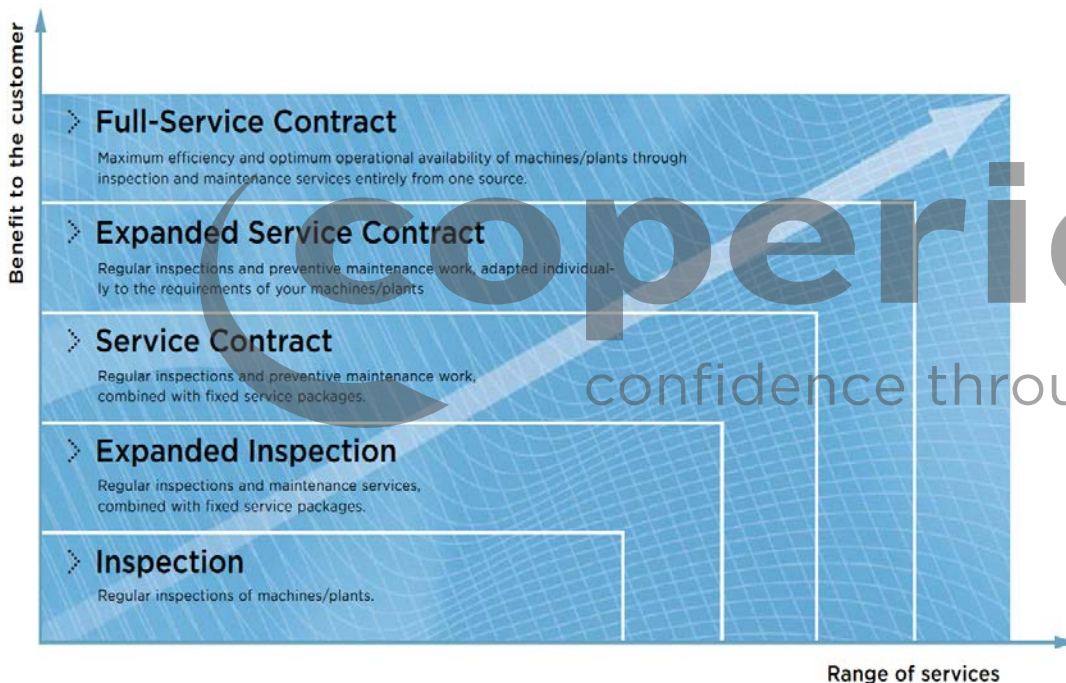 Benefit to the customer
Full-Service Contract
Maximum efficiency and optimum operational availability of machines/plants through
inspection and maintenance services entirely from one source.
Expanded Service Contract
Regular inspections and preventive maintenance work, adapted individual-
ly to the requirements of your machines/plants
Service Contract
Regular inspections and preventive maintenance work,
combined with fixed service packages.
Expanded Inspection
Regular inspections and maintenance services,
combined with fixed service packages.
Inspection
Regular inspections of machines/plants.
Range of services
coperi
confidence throu